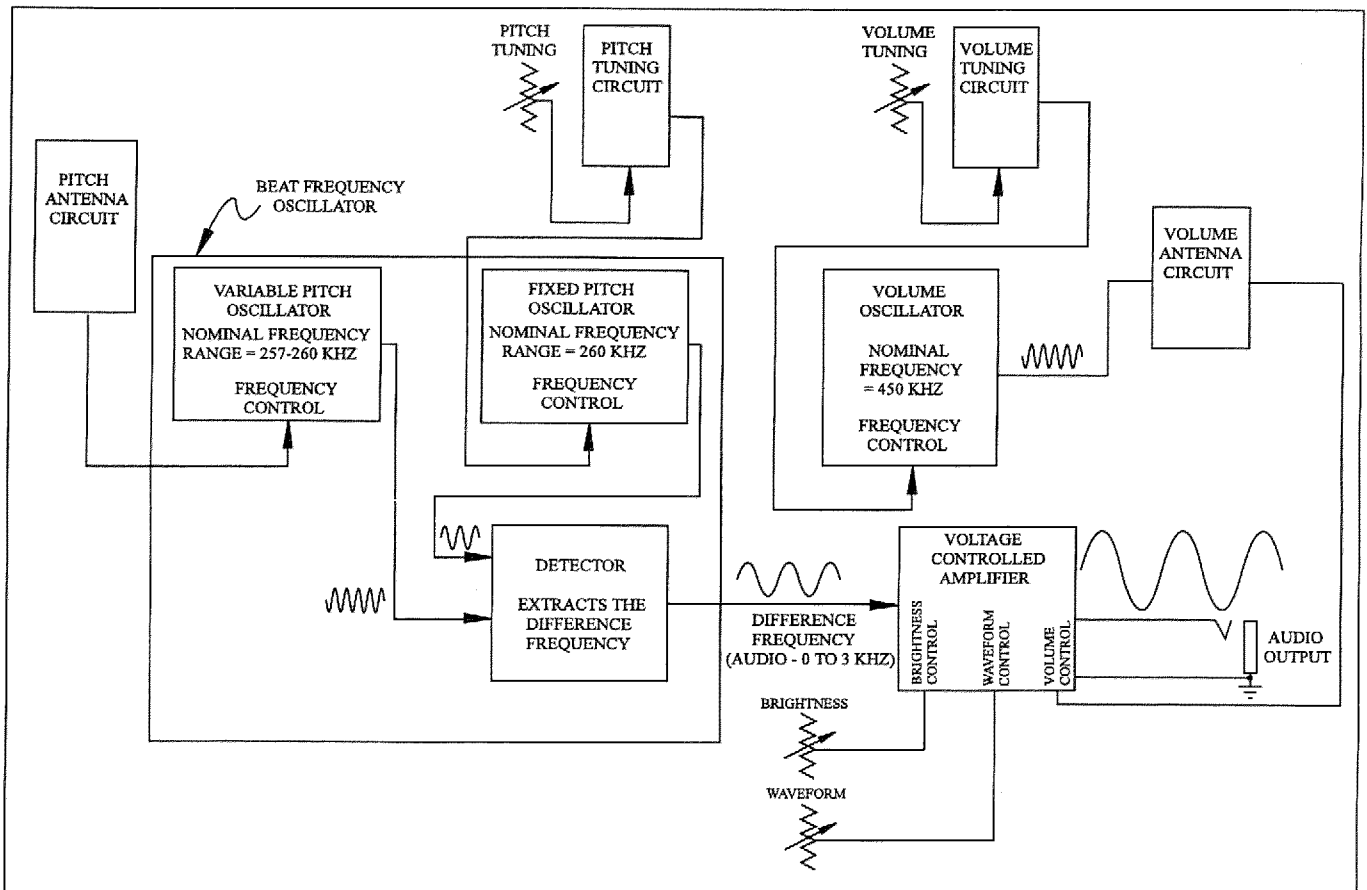 PITCH
TUNING
PITCH
TUNING
CIRCUIT
VOLUME
TUNING
VOLUME
TUNING
CIRCUIT
PITCH
ANTENNA
CIRCUIT
BEAT FREQUENCY
OSCILLATOR
VOLUME
ANTENNA
CIRCUIT
VARIABLE PITCH
OSCILLATOR
NOMINAL FREQUENCY
RANGE = 257-260 KHZ
FREQUENCY
CONTROL
FIXED PITCH
OSCILLATOR
NOMINAL FREQUENCY
RANGE = 260 KHZ
FREQUENCY
CONTROL
VOLUME
OSCILLATOR
NOMINAL
FREQUENCY
= 450 KHZ
FREQUENCY
CONTROL
DETECTOR
EXTRACTS THE
DIFFERENCE
FREQUENCY
DIFFERENCE
FREQUENCY
(AUDIO - 0 TO 3 KHZ)
VOLTAGE
CONTROLLED
AMPLIFIER
BRIGHTNESS
CONTROL
WAVEFORM
CONTROL
VOLUME
CONTROL
AUDIO
OUTPUT
BRIGHTNESS
WAVEFORM